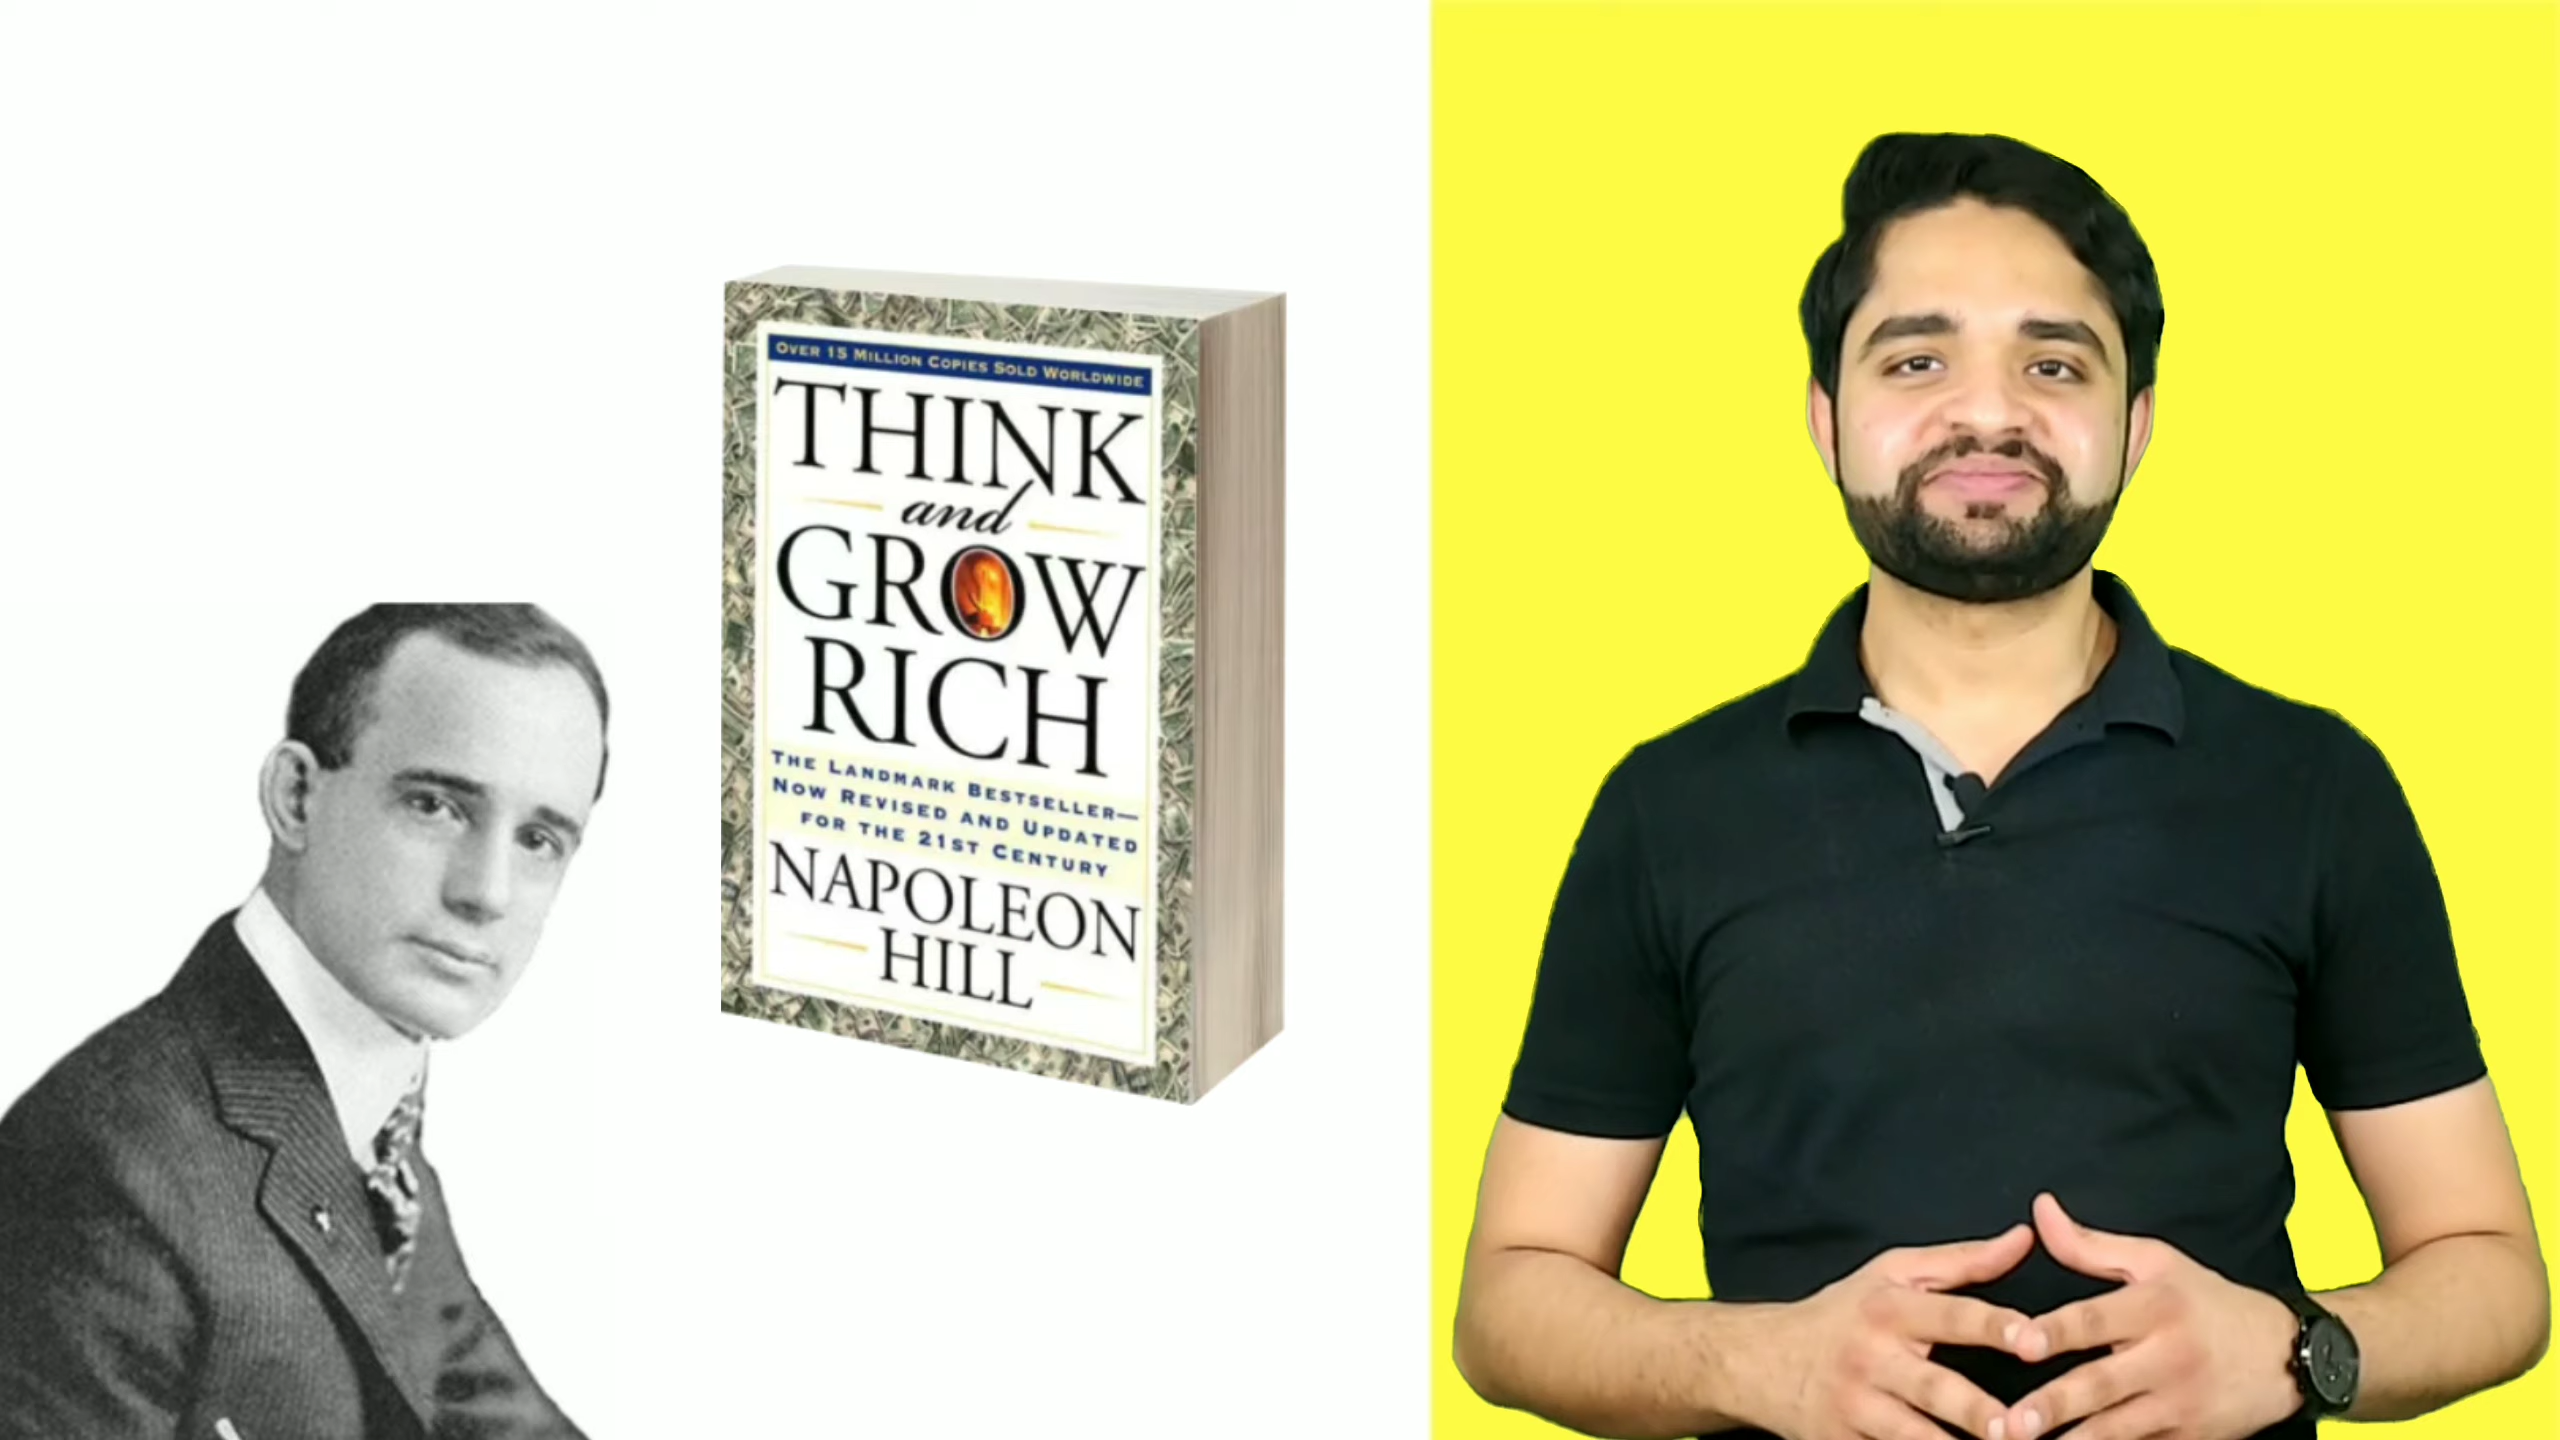 OVER 15 MILLION COPIES SOLD WORLDWIDE
THINK
and
GROW
RICH
THE LANDMARK BESTSELLER—
NOW REVISED AND UPDATED
FOR THE 21ST CENTURY
NAPOLEON
HILL